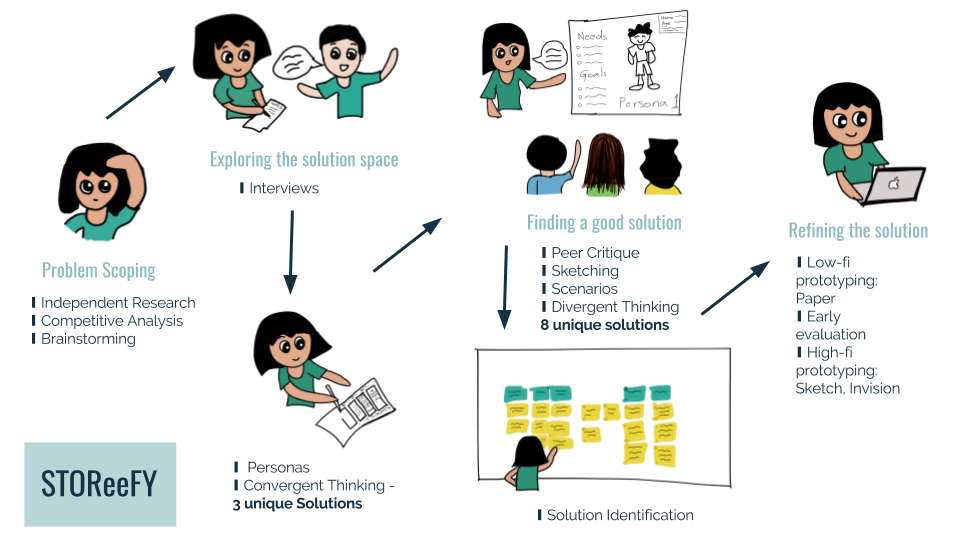 Problem Scoping
❙ Independent Research
❙ Competitive Analysis
❙ Brainstorming
Exploring the solution space
❙ Interviews
❙ Personas
❙ Convergent Thinking -
3 unique Solutions
Needs
Goals
Name
Age
Persona 1
Finding a good solution
❙ Peer Critique
❙ Sketching
❙ Scenarios
❙ Divergent Thinking
8 unique solutions
❙ Solution Identification
Refining the solution
❙ Low-fi
prototyping:
Paper
❙ Early
evaluation
❙ High-fi
prototyping:
Sketch, Invision
STOReeFY